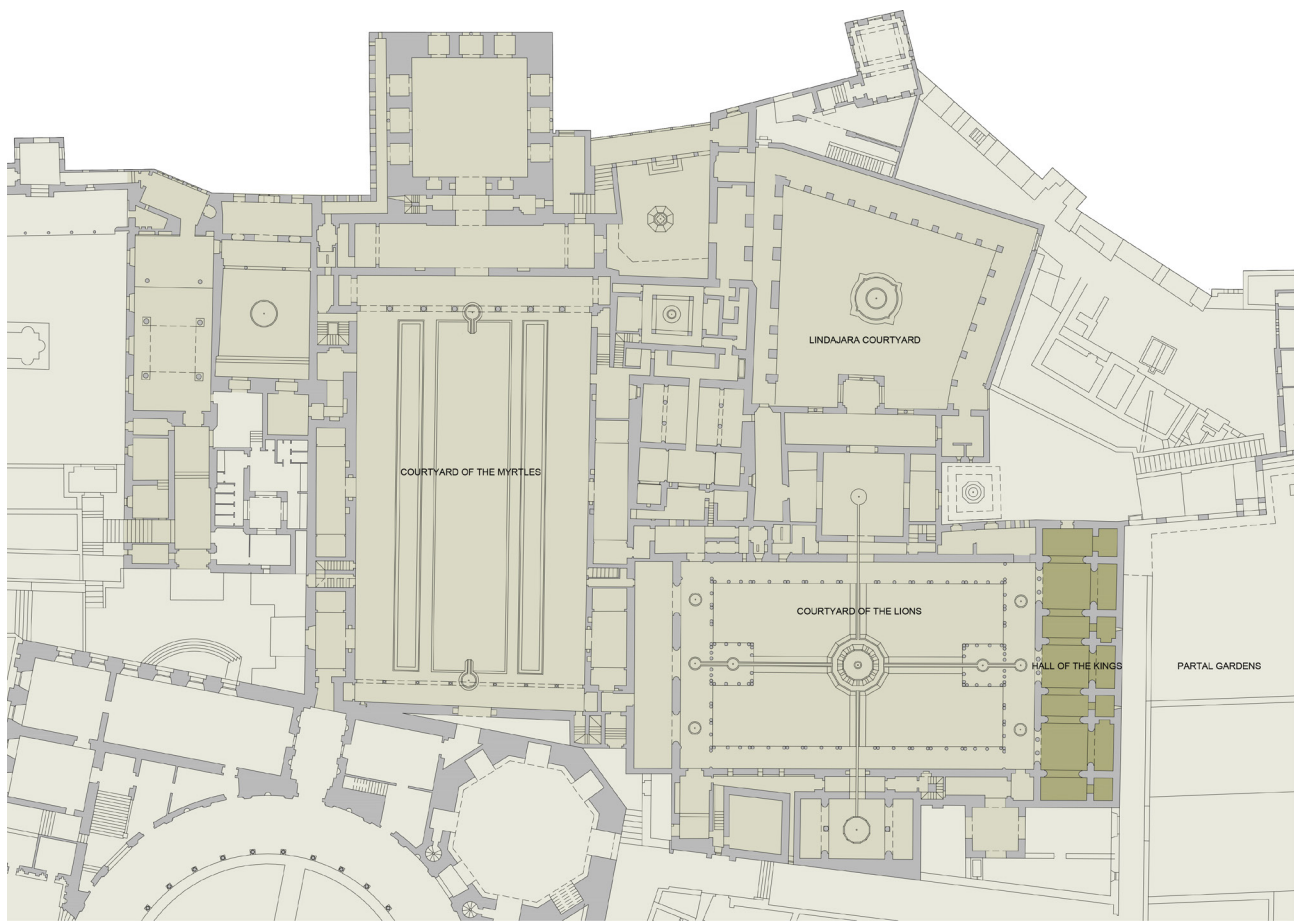 LINDAJARA COURTYARD
COURTYARD OF THE MYRTLES
COURTYARD OF THE LIONS
HALL OF THE KINGS
PARTAL GARDENS